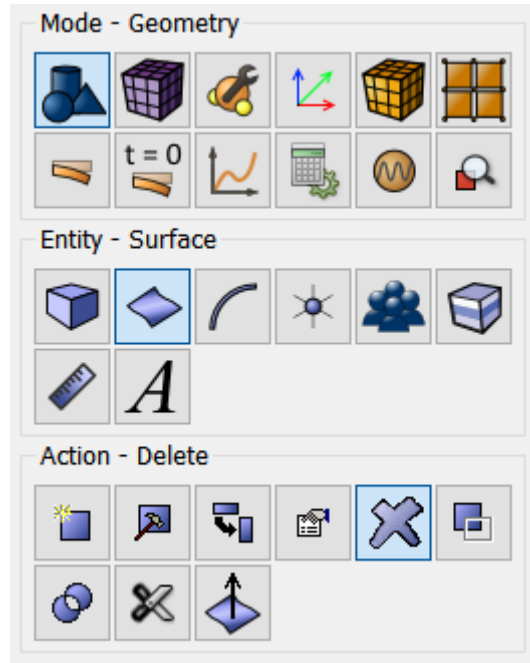 Mode - Geometry
t = 0
Entity - Surface
A
Action - Delete